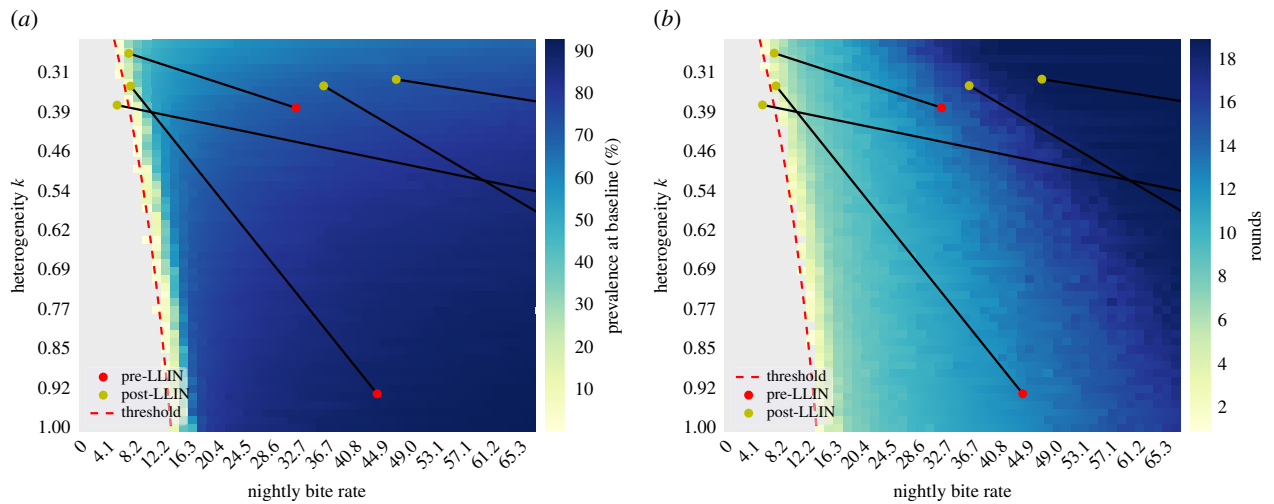 (a)
0.31
0.39
0.46
0.54
0.62
0.69
0.77
0.85
0.92
1.00
heterogeneity k
pre-LLIN
post-LLIN
threshold
0 4.1 8.2 12.2 16.3 20.4 24.5 28.6 32.7 36.7 40.8 44.9 49.0 53.1 57.1 61.2 65.3
nightly bite rate
90
80
70
60
50
40
30
20
10
prevalence at baseline (%)
(b)
0.31
0.39
0.46
0.54
0.62
0.69
0.77
0.85
0.92
1.00
heterogeneity k
threshold
pre-LLIN
post-LLIN
0 4.1 8.2 12.2 16.3 20.4 24.5 28.6 32.7 36.7 40.8 44.9 49.0 53.1 57.1 61.2 65.3
nightly bite rate
18
16
14
12
10
8
6
4
2
rounds